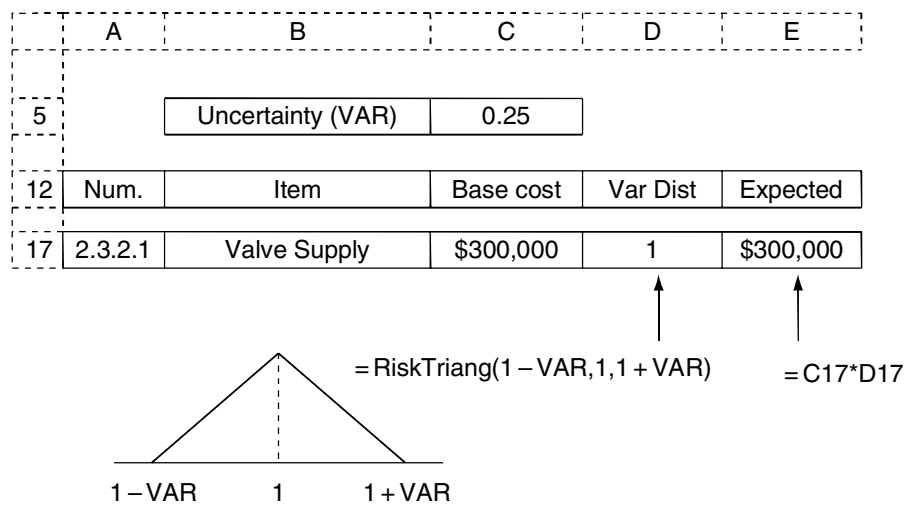 A B C D E
5 Uncertainty (VAR) 0.25
12 Num. Item Base cost Var Dist Expected
17 2.3.2.1 Valve Supply $300,000 1 $300,000
=RiskTriang(1–VAR,1,1+VAR) =C17*D17
1–VAR 1 1+VAR